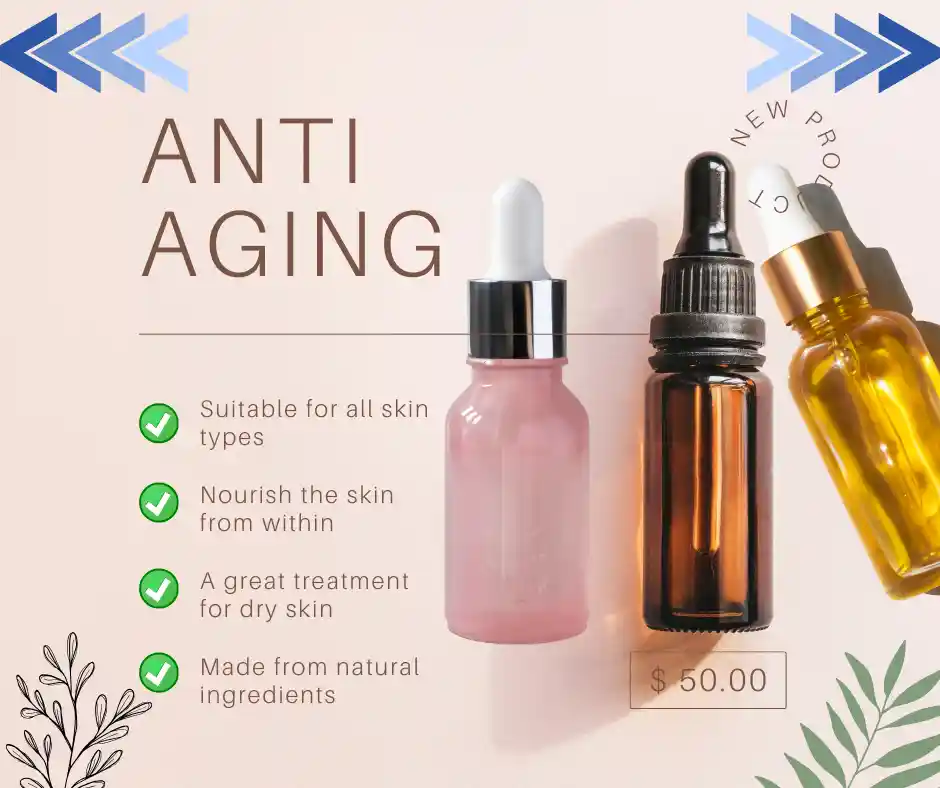 ANTI
AGING
NEW PRODUCT
Suitable for all skin
types
Nourish the skin
from within
A great treatment
for dry skin
Made from natural
ingredients
$ 50.00